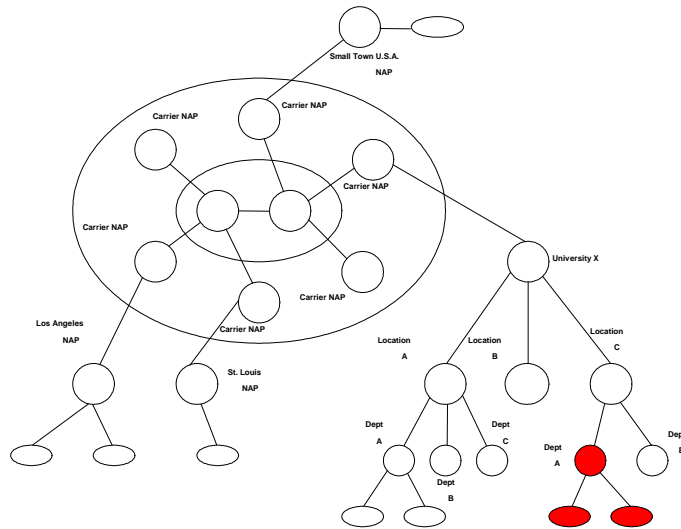 Small Town U.S.A.
NAP
Carrier NAP
Carrier NAP
Carrier NAP
Carrier NAP
Carrier NAP
Carrier NAP
University X
Los Angeles
NAP
St. Louis
NAP
Location
A
Location
B
Location
C
Dept
A
Dept
B
Dept
C
Dept
A